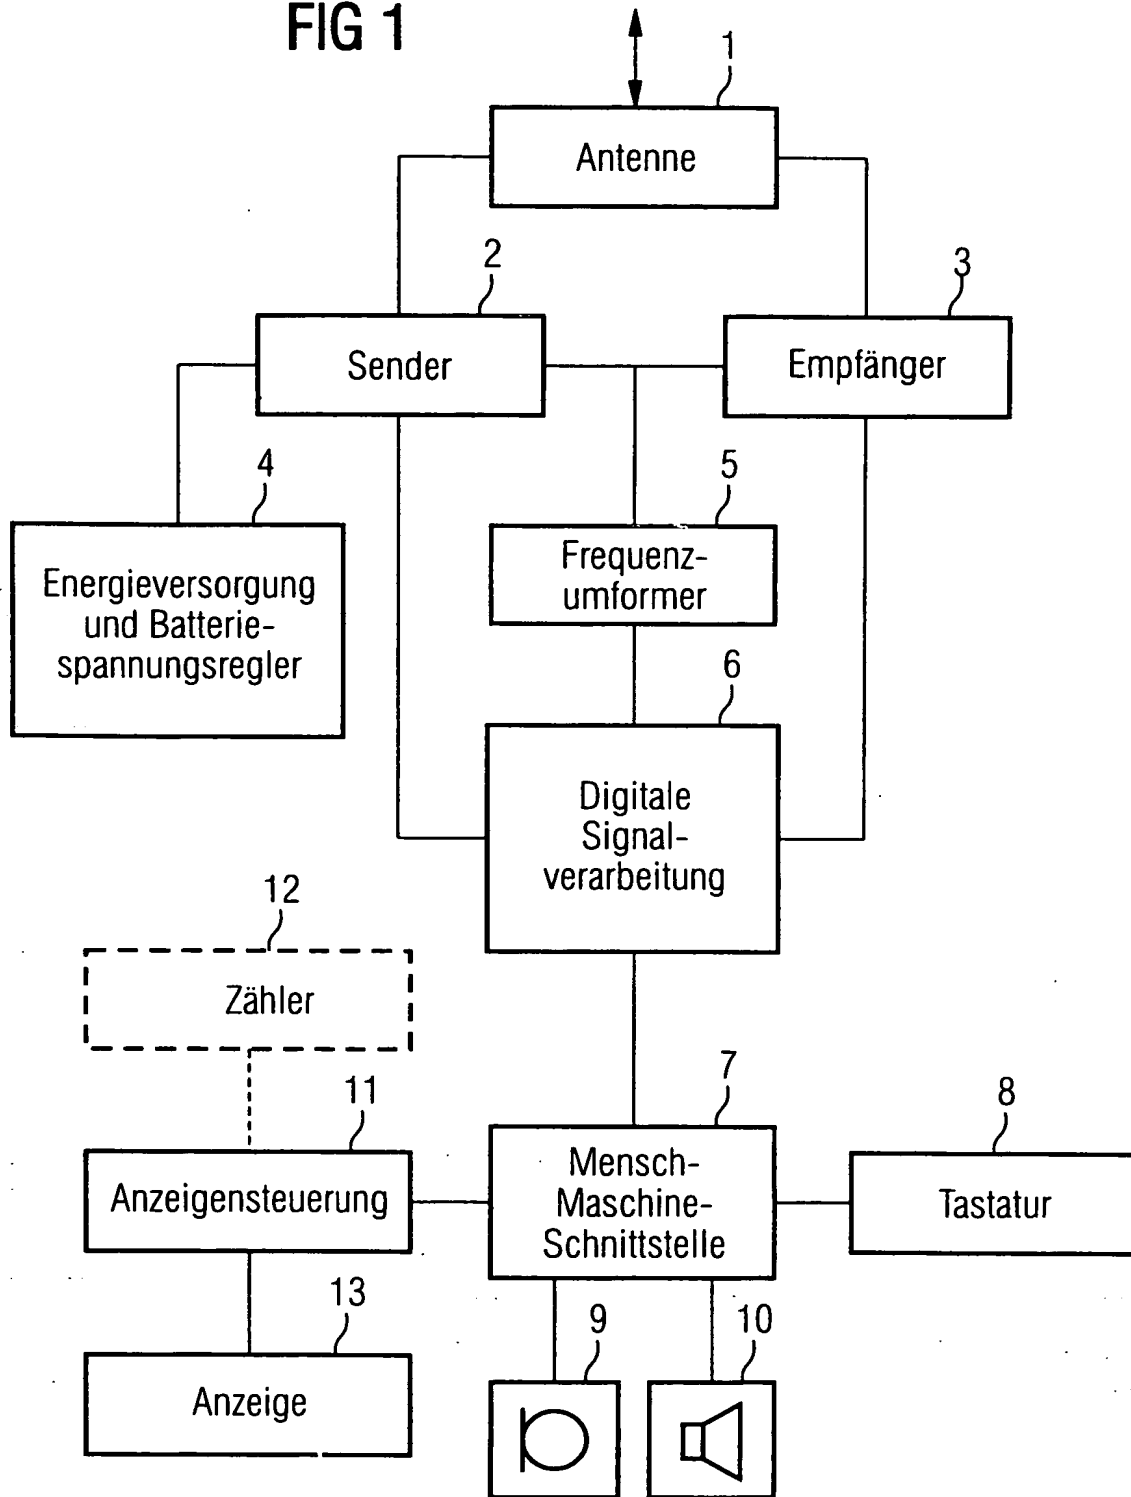 FIG 1
1
Antenne
2
3
Sender
Empfänger
4
5
Energieversorgung
und Batterie-
spannungsregler
Frequenz-
umformer
6
Digitale
Signal-
verarbeitung
12
Zähler
11
7
8
Anzeigensteuerung
Mensch-
Maschine-
Schnittstelle
Tastatur
13
9
10
Anzeige